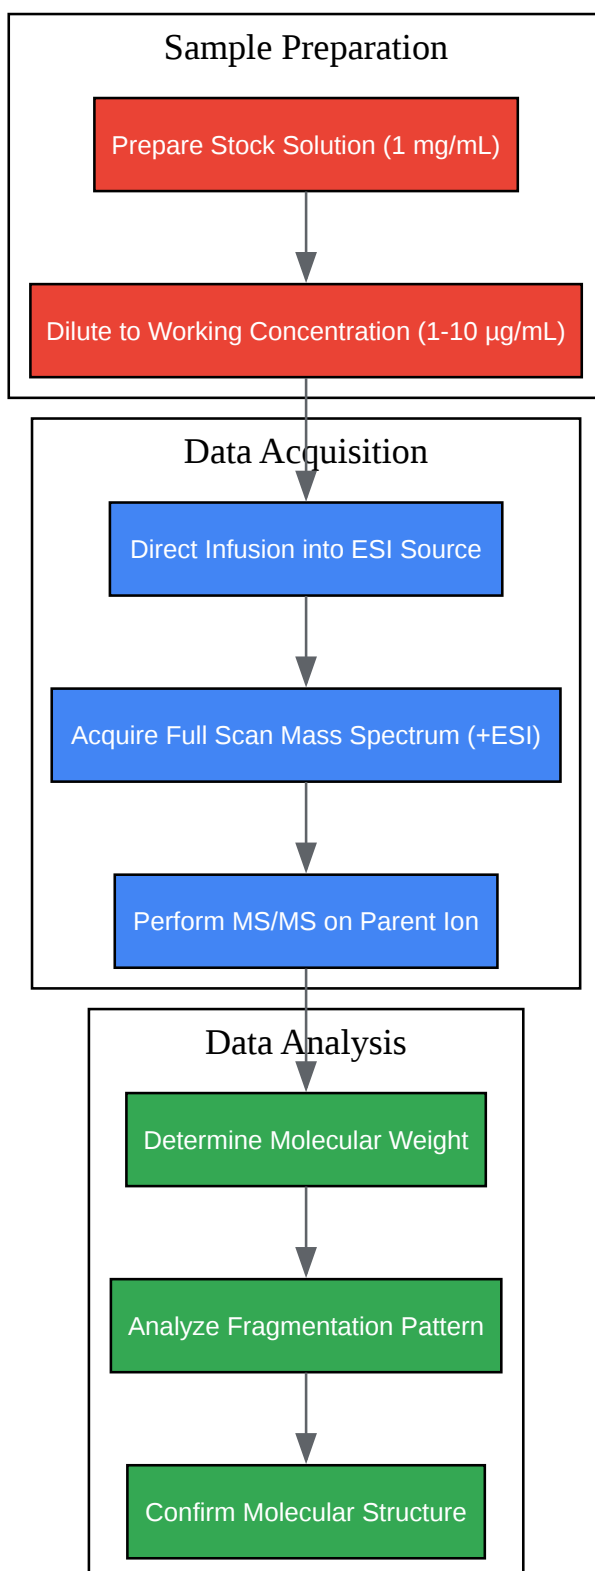 Sample Preparation
Prepare Stock Solution (1 mg/mL)
Dilute to Working Concentration (1-10 µg/mL)
Data Acquisition
Direct Infusion into ESI Source
Acquire Full Scan Mass Spectrum (+ESI)
Perform MS/MS on Parent Ion
Data Analysis
Determine Molecular Weight
Analyze Fragmentation Pattern
Confirm Molecular Structure